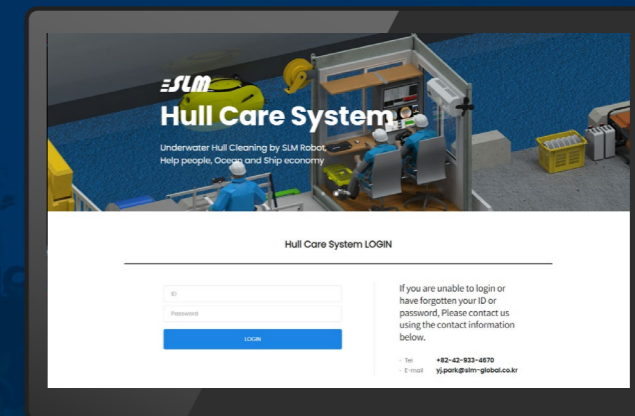 SLM
Hull Care System
Underwater Hull Cleaning by SLM Robot,
Help people, Ocean and Ship economy
Hull Care System LOGIN
ID
Password
LOGIN
If you are unable to login or
have forgotten your ID or
password, Please contact us
using the contact information
below.
· Tel +82-42-933-4670
· E-mail yj.park@slm-global.co.kr